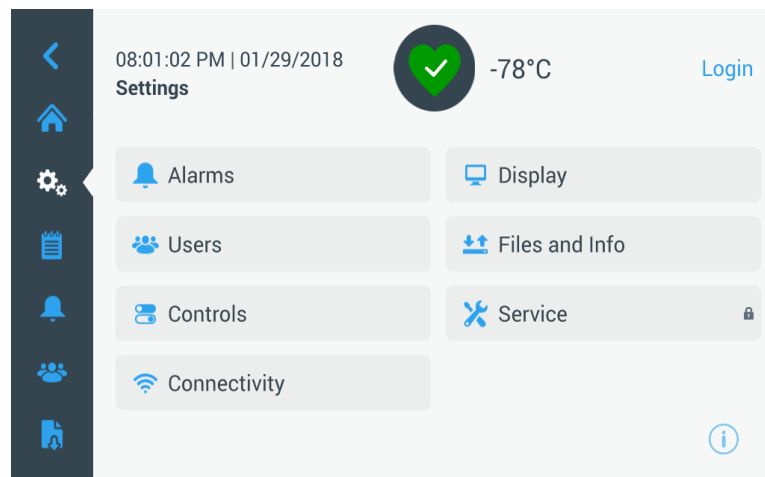 08:01:02 PM | 01/29/2018
Settings
-78°C
Login
Alarms
Display
Users
Files and Info
Controls
Service
Connectivity